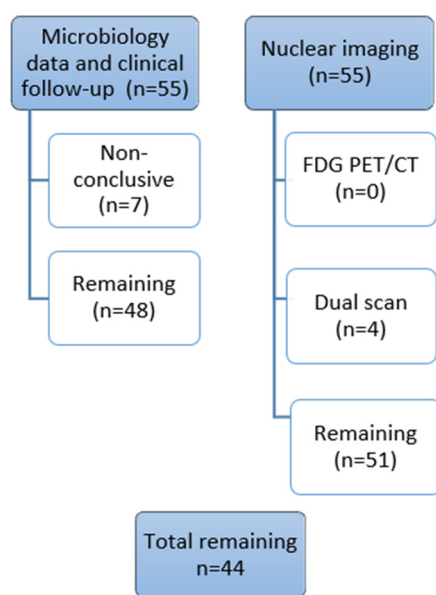 Microbiology
data and clinical
follow-up (n=55)
Non-
conclusive
(n=7)
Remaining
(n=48)
Nuclear imaging
(n=55)
FDG PET/CT
(n=0)
Dual scan
(n=4)
Remaining
(n=51)
Total remaining
n=44